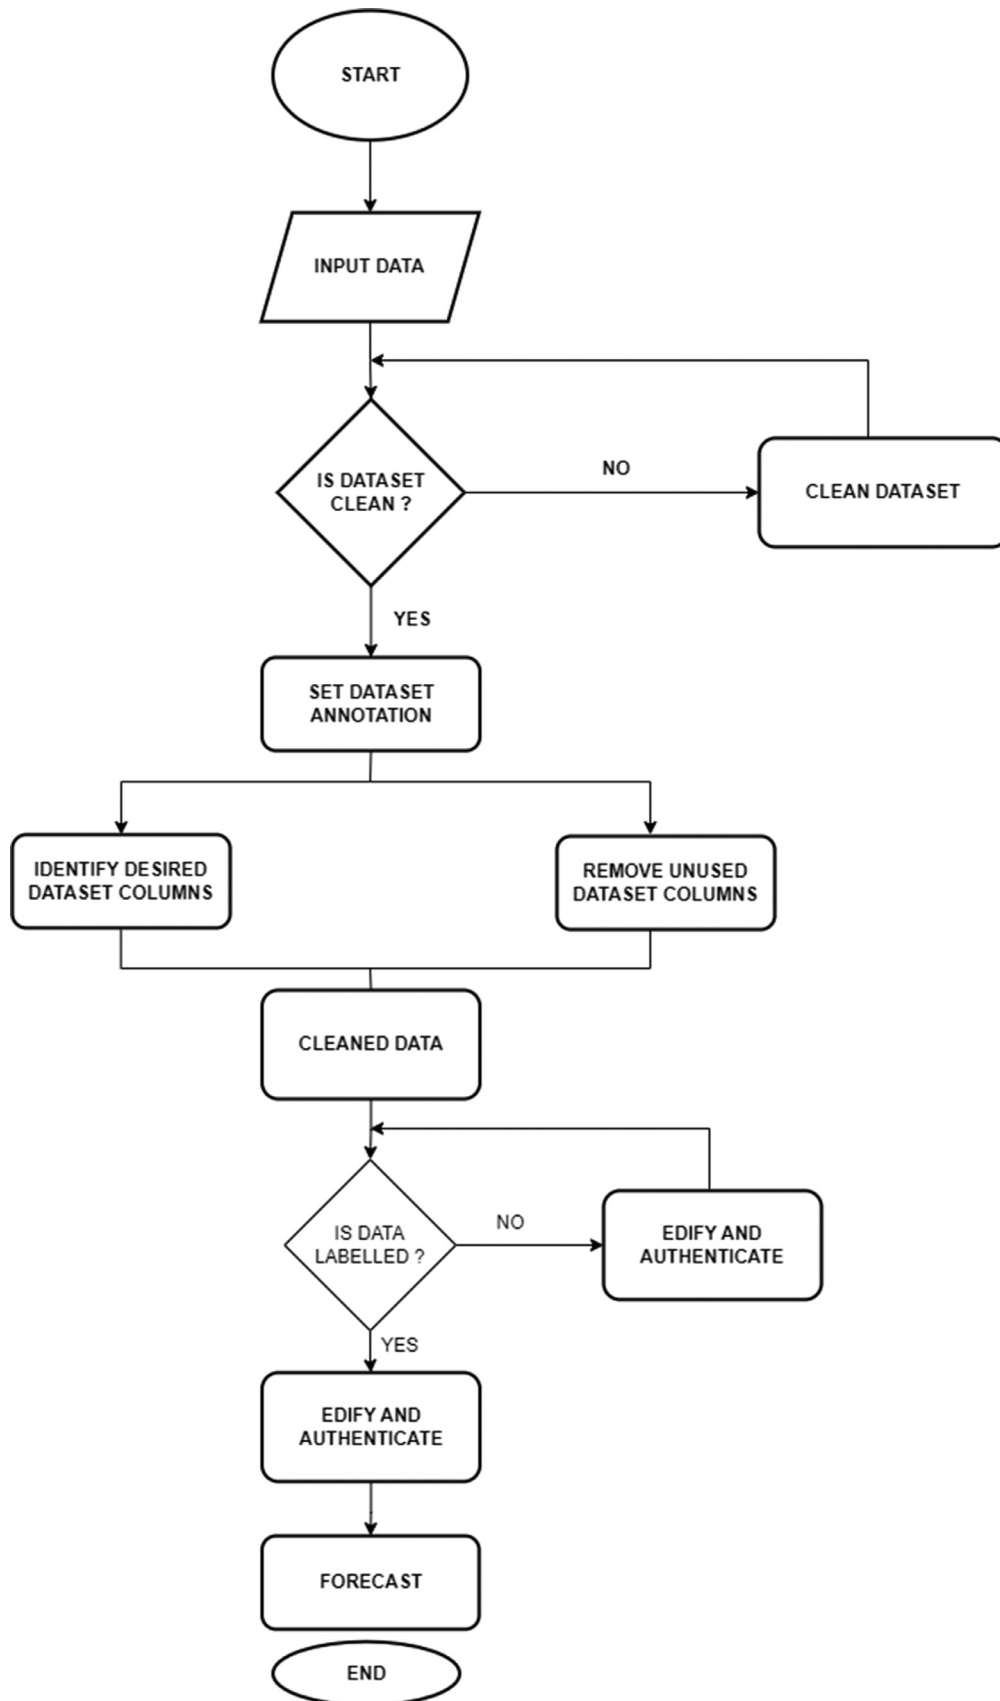 START
INPUT DATA
IS DATASET
CLEAN ?
NO
CLEAN DATASET
YES
SET DATASET
ANNOTATION
IDENTIFY DESIRED
DATASET COLUMNS
REMOVE UNUSED
DATASET COLUMNS
CLEANED DATA
IS DATA
LABELLED ?
NO
EDIFY AND
AUTHENTICATE
YES
EDIFY AND
AUTHENTICATE
FORECAST
END